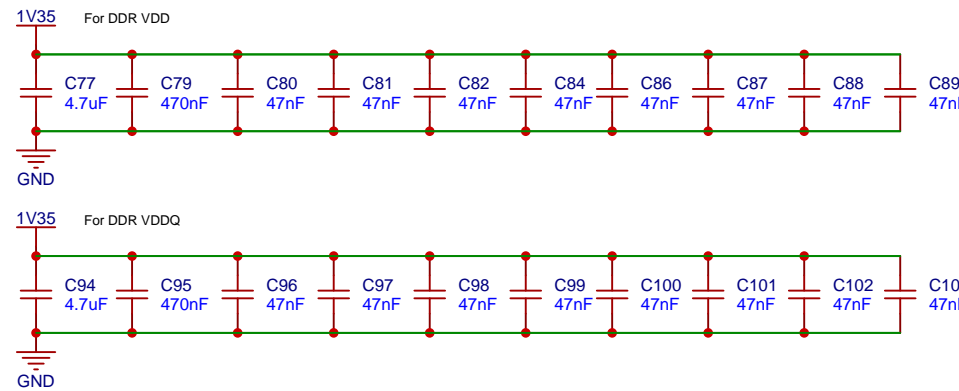 1V35 For DDR VDD
C77 C79 C80 C81 C82 C84 C86 C87 C88 C89
4.7uF 470nF 47nF 47nF 47nF 47nF 47nF 47nF 47nF
GND
1V35 For DDR VDDQ
C94 C95 C96 C97 C98 C99 C100 C101 C102
4.7uF 470nF 47nF 47nF 47nF 47nF 47nF 47nF 47nF
GND